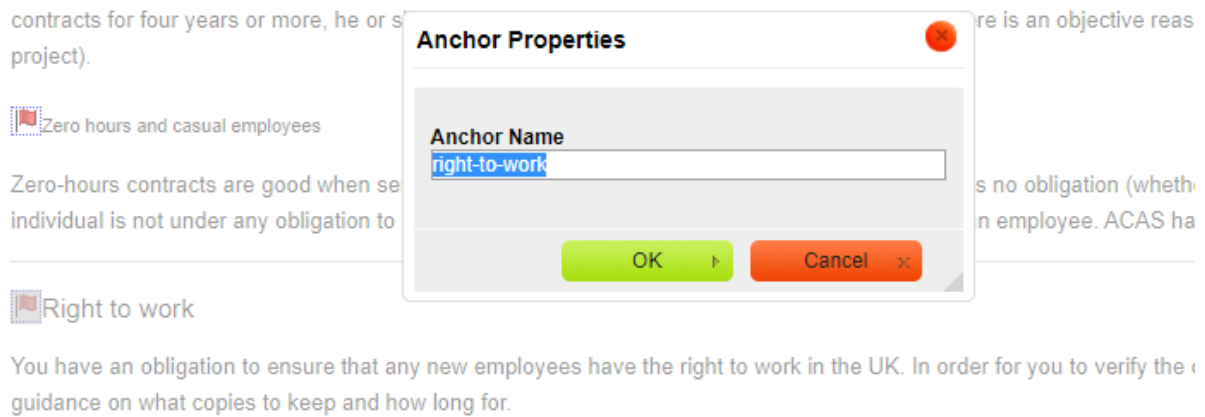 contracts for four years or more, he or s
re is an objective reas
project).
Anchor Properties
Zero hours and casual employees
Anchor Name
right-to-work
Zero-hours contracts are good when se
s no obligation (wheth
individual is not under any obligation to
n employee. ACAS ha
OK
Cancel
Right to work
You have an obligation to ensure that any new employees have the right to work in the UK. In order for you to verify the
guidance on what copies to keep and how long for.